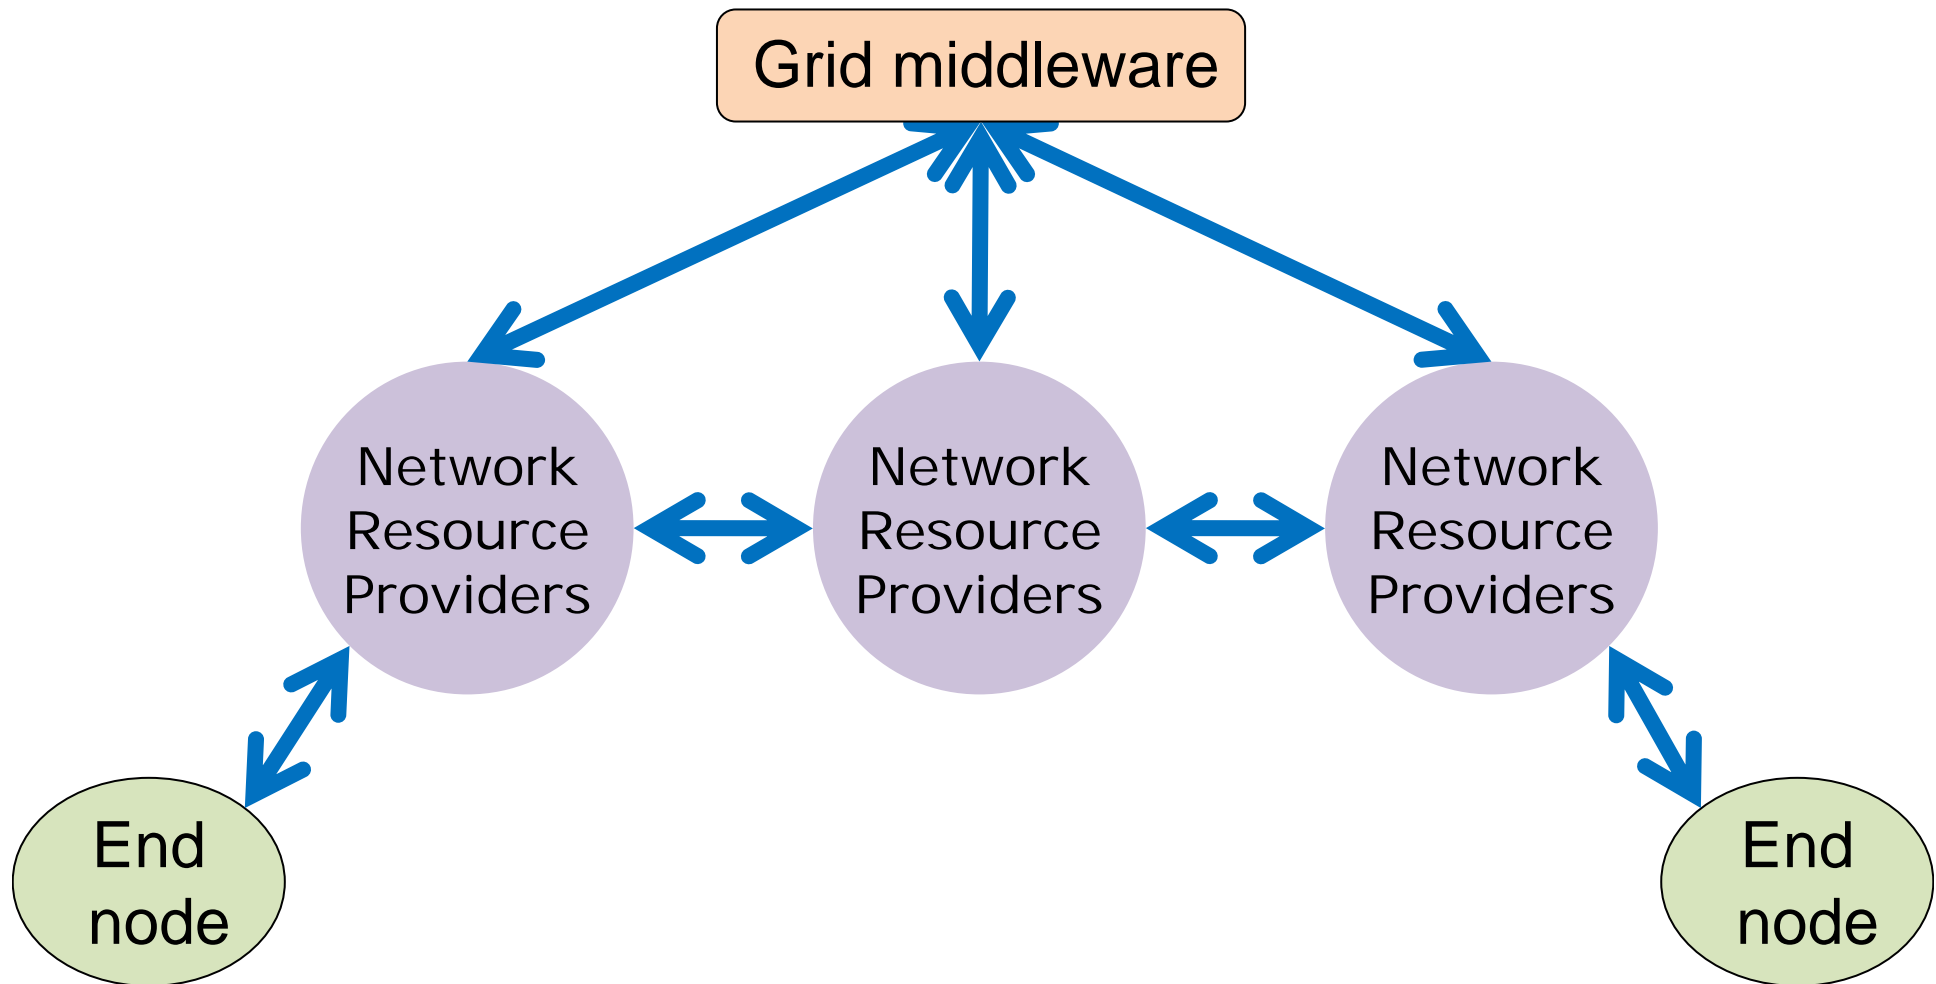 Grid middleware
Network
Resource
Providers
Network
Resource
Providers
Network
Resource
Providers
End
node
End
node